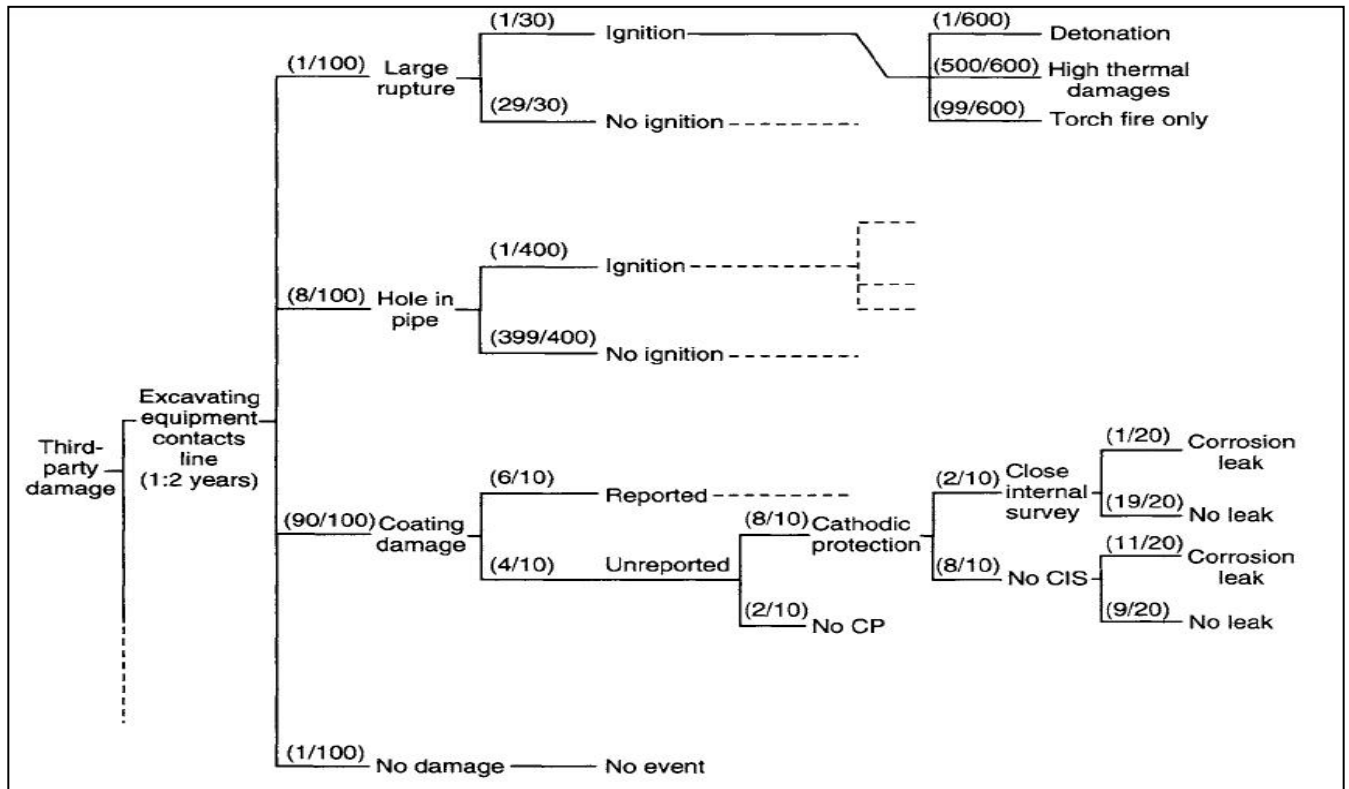 (1/30)
Ignition
(1/600)
Detonation
(1/100)
Large
rupture
(500/600)
High thermal
damages
(29/30)
No ignition
(99/600)
Torch fire only
(1/400)
Ignition
(8/100)
Hole in
pipe
(399/400)
No ignition
Third-
party
damage
Excavating
equipment
contacts
line
(1:2 years)
(90/100)
Coating
damage
(6/10)
Reported
(4/10)
Unreported
(8/10)
Cathodic
protection
(2/10)
No CP
(2/10)
Close
internal
survey
(1/20)
Corrosion
leak
(19/20)
No leak
(8/10)
No CIS
(11/20)
Corrosion
leak
(9/20)
No leak
(1/100)
No damage
No event